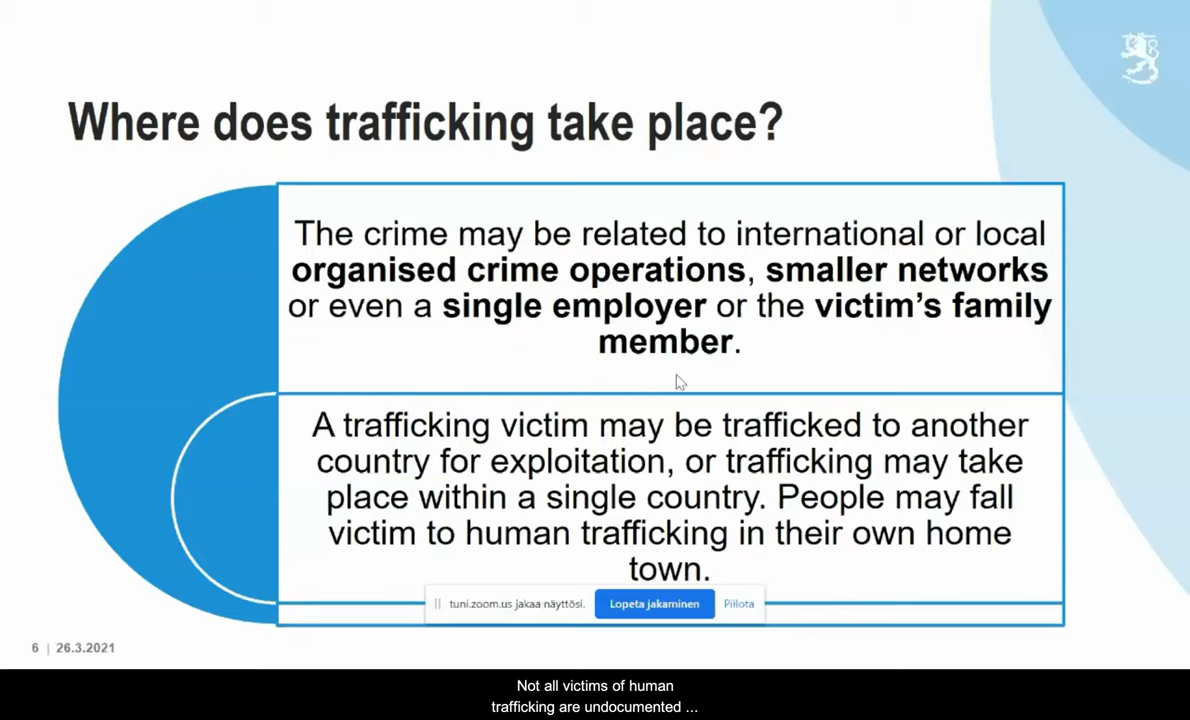 Where does trafficking take place?
The crime may be related to international or local
organised crime operations, smaller networks
or even a single employer or the victim's family
member.
A trafficking victim may be trafficked to another
country for exploitation, or trafficking may take
place within a single country. People may fall
victim to human trafficking in their own home
town.
tuni.zoom.us jakaa näyttösi. Lopeta jakaminen Piilota
6 | 26.3.2021
Not all victims of human
trafficking are undocumented ...